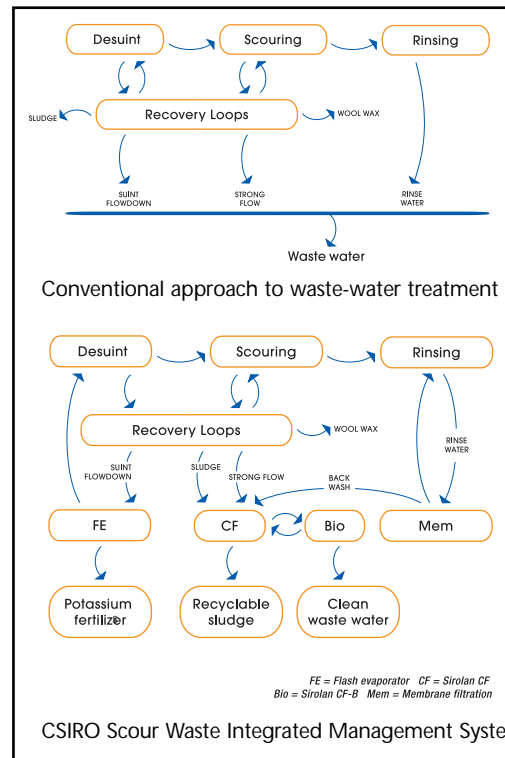 Desuint
Scouring
Rinsing
SLUDGE
Recovery Loops
WOOL WAX
SUINT
FLOWDOWN
STRONG
FLOW
RINSE
WATER
Waste water
Conventional approach to waste-water treatment
Desuint
Scouring
Rinsing
Recovery Loops
WOOL WAX
RINSE
WATER
SUINT
FLOWDOWN
SLUDGE
STRONG FLOW
BACK
WASH
FE
CF
Bio
Mem
Potassium
fertilizer
Recyclable
sludge
Clean
waste water
FE = Flash evaporator CF = Sirolan CF
Bio = Sirolan CF-B Mem = Membrane filtration
CSIRO Scour Waste Integrated Management Syste